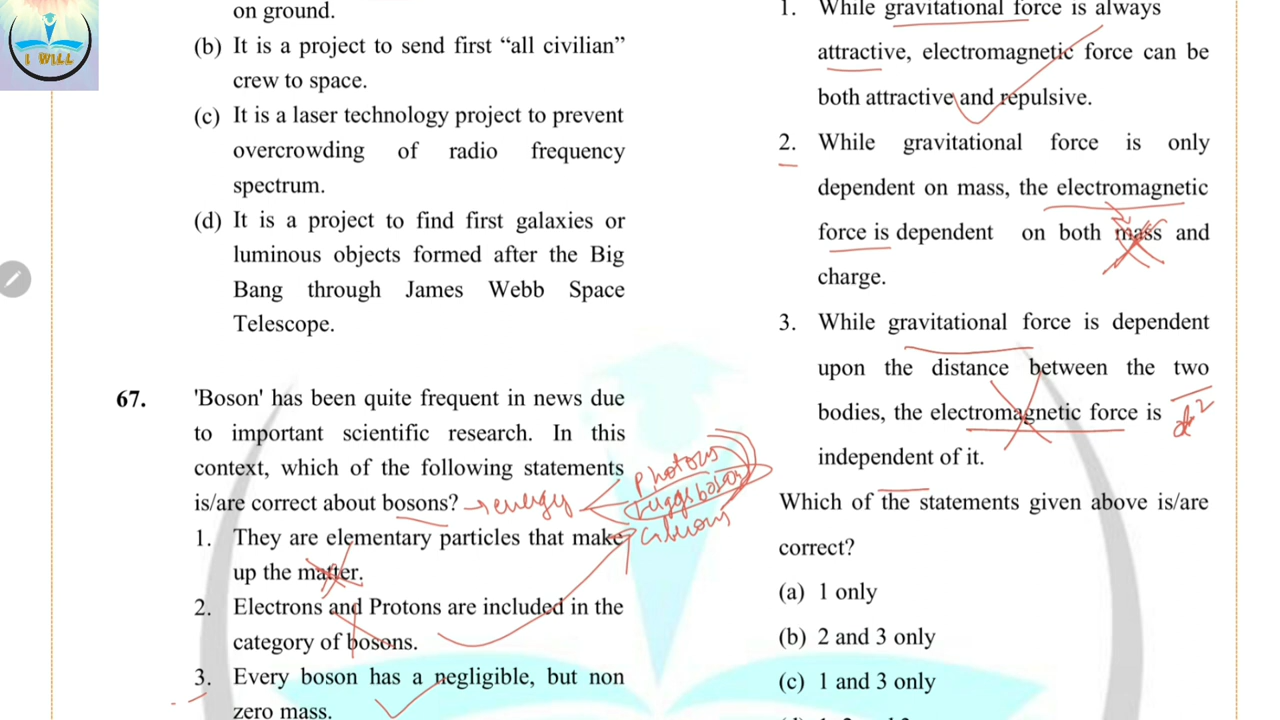 I WILL
on ground.
(b) It is a project to send first “all civilian”
crew to space.
(c) It is a laser technology project to prevent
overcrowding of radio frequency
spectrum.
(d) It is a project to find first galaxies or
luminous objects formed after the Big
Bang through James Webb Space
Telescope.
67. 'Boson' has been quite frequent in news due
to important scientific research. In this
context, which of the following statements
is/are correct about bosons? → energy
Photons
Higgs boson
Gluons
1. They are elementary particles that make
up the matter.
2. Electrons and Protons are included in the
category of bosons.
3. Every boson has a negligible, but non
zero mass.
1. While gravitational force is always
attractive, electromagnetic force can be
both attractive and repulsive.
2. While gravitational force is only
dependent on mass, the electromagnetic
force is dependent on both mass and
charge.
3. While gravitational force is dependent
upon the distance between the two
bodies, the electromagnetic force is
independent of it.
Which of the statements given above is/are
correct?
(a) 1 only
(b) 2 and 3 only
(c) 1 and 3 only